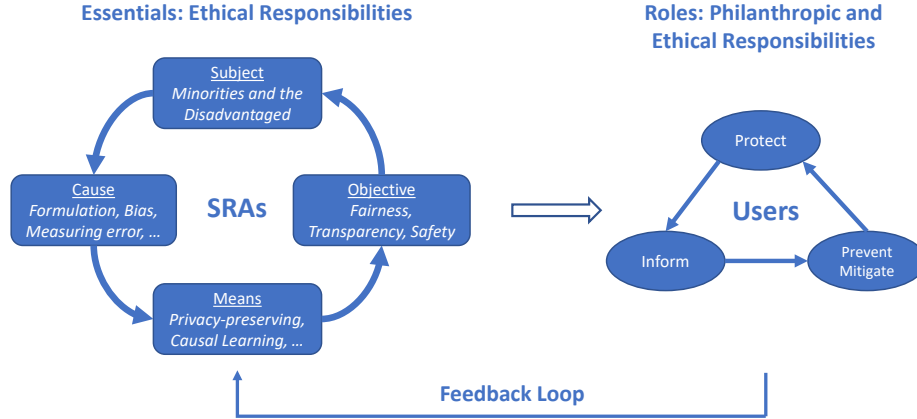 Essentials: Ethical Responsibilities
Roles: Philanthropic and
Ethical Responsibilities
Subject
Minorities and the
Disadvantaged
Cause
Formulation, Bias,
Measuring error, ...
SRAs
Objective
Fairness,
Transparency, Safety
Means
Privacy-preserving,
Causal Learning, ...
Protect
Users
Inform
Prevent
Mitigate
Feedback Loop